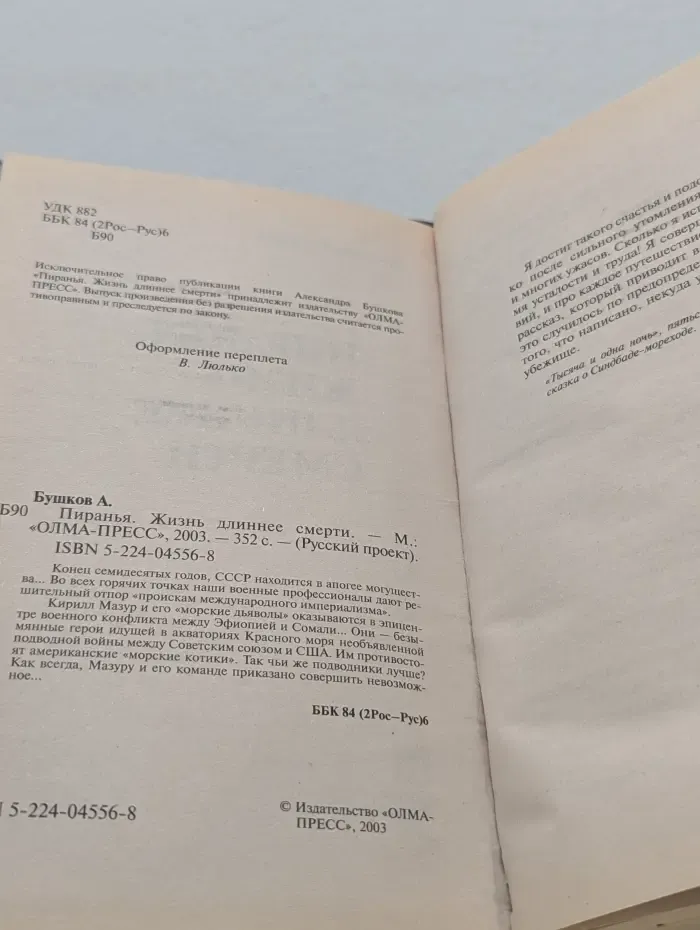 УДК 882
ББК 84 (2Рос—Рус)6
Б90
Исключительное право публикации книги Александра Бушкова
«Пиранья. Жизнь длиннее смерти» принадлежит издательству «ОЛМА-
ПРЕСС». Выпуск произведения без разрешения издательства считается про-
тивоправным и преследуется по закону.
Оформление переплета
В. Люлько
Бушков А.
Б90 Пиранья. Жизнь длиннее смерти. — М.:
«ОЛМА-ПРЕСС», 2003. — 352 с. — (Русский проект).
ISBN 5-224-04556-8
Конец семидесятых годов, СССР находится в апогее могущест-
ва... Во всех горячих точках наши военные профессионалы дают ре-
шительный отпор «проискам международного империализма».
Кирилл Мазур и его «морские дьяволы» оказываются в эпицен-
тре военного конфликта между Эфиопией и Сомали... Они — безы-
мянные герои идущей в акваториях Красного моря необъявленной
подводной войны между Советским союзом и США. Им противосто-
ят американские «морские котики». Так чьи же подводники лучше?
Как всегда, Мазуру и его команде приказано совершить невозмож-
ное...
ББК 84 (2Рос—Рус)6
5-224-04556-8
© Издательство «ОЛМА-
ПРЕСС», 2003
Я достиг такого счастья и
ко после сильного утомления
и многих ужасов. Сколько я
мя усталости и труда! Я
вий, и про каждое
рассказ, который приводит в
это случилось по
того, что написано, некуда
убежище.
«Тысяча и одна ночь»,
сказка о Синдбаде-мореходе.